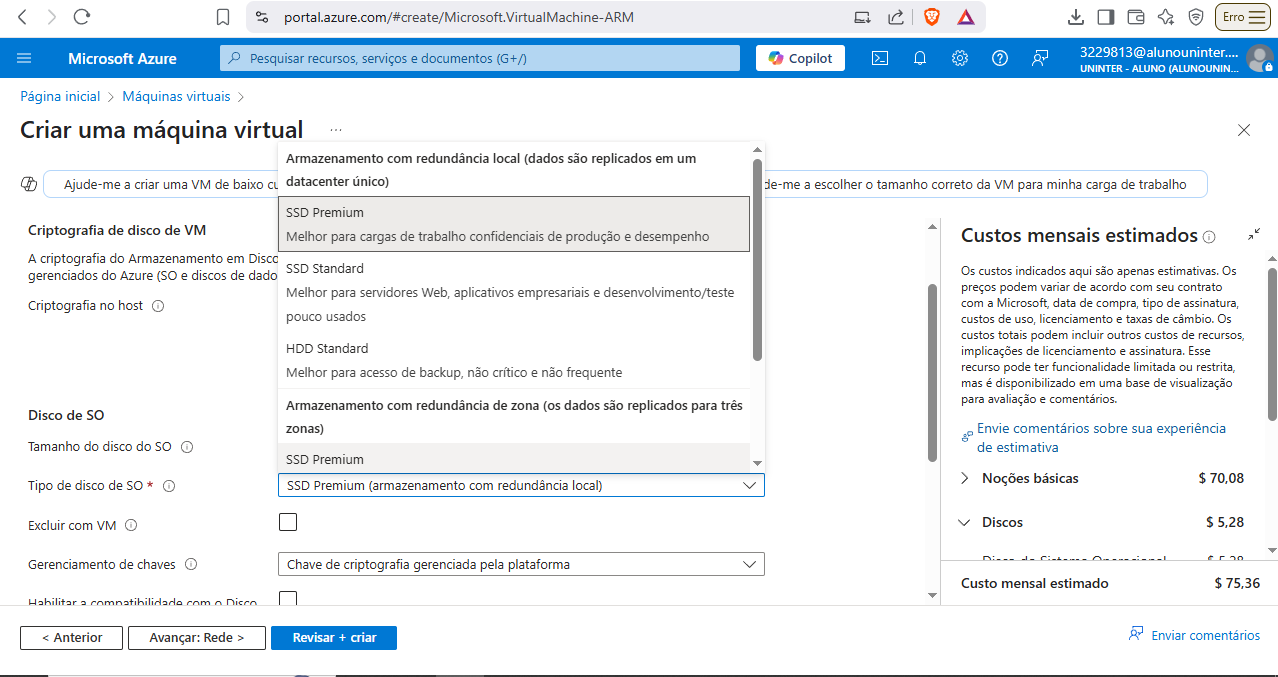 portal.azure.com/#create/Microsoft.VirtualMachine-ARM
Erro
Microsoft Azure
Pesquisar recursos, serviços e documentos (G+/)
Copilot
3229813@alunouninter....
UNINTER - ALUNO (ALUNOUNIN...
Página inicial > Máquinas virtuais >
Criar uma máquina virtual ...
Ajude-me a criar uma VM de baixo cu
de-me a escolher o tamanho correto da VM para minha carga de trabalho
Armazenamento com redundância local (dados são replicados em um
datacenter único)
SSD Premium
Melhor para cargas de trabalho confidenciais de produção e desempenho
SSD Standard
Melhor para servidores Web, aplicativos empresariais e desenvolvimento/teste
pouco usados
HDD Standard
Melhor para acesso de backup, não crítico e não frequente
Armazenamento com redundância de zona (os dados são replicados para três
zonas)
SSD Premium
Criptografia de disco de VM
A criptografia do Armazenamento em Disco
gerenciados do Azure (SO e discos de dado
Criptografia no host
Disco de SO
Tamanho do disco do SO
Tipo de disco de SO *
SSD Premium (armazenamento com redundância local)
Excluir com VM
Gerenciamento de chaves
Chave de criptografia gerenciada pela plataforma
Habilitar a compatibilidade com o Disco
Custos mensais estimados
Os custos indicados aqui são apenas estimativas. Os
preços podem variar de acordo com seu contrato
com a Microsoft, data de compra, tipo de assinatura,
custos de uso, licenciamento e taxas de câmbio. Os
custos totais podem incluir outros custos de recursos,
implicações de licenciamento e assinatura. Esse
recurso pode ter funcionalidade limitada ou restrita,
mas é disponibilizado em uma base de visualização
para avaliação e comentários.
Envie comentários sobre sua experiência
de estimativa
Noções básicas $ 70,08
Discos $ 5,28
Disco do Sistema Operacional $ 5,28
Custo mensal estimado $ 75,36
< Anterior
Avançar: Rede >
Revisar + criar
Enviar comentários